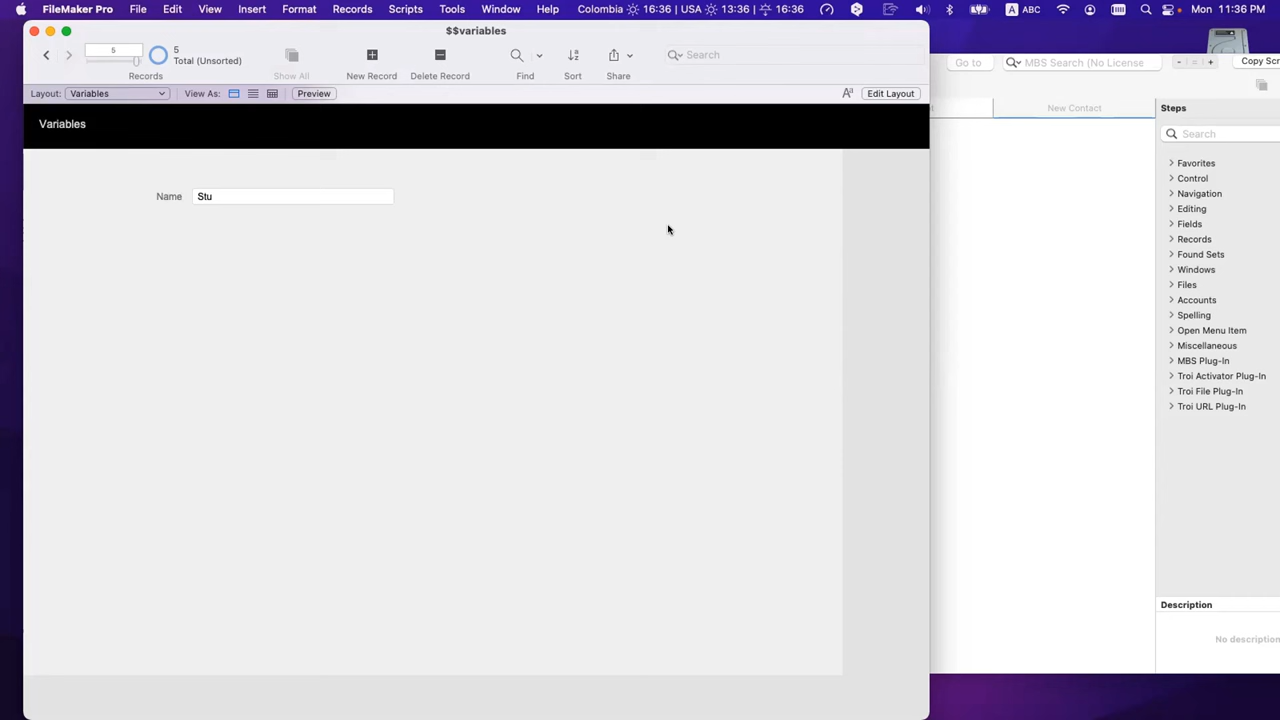 FileMaker Pro File Edit View Insert Format Records Scripts Tools Window Help Colombia 16:36 | USA 13:36 | 16:36 A ABC Mon 11:36 PM
$$variables
5
5
Total (Unsorted)
Records
Show All
New Record
Delete Record
Find
Sort
Share
Search
Layout: Variables View As: Preview Aa Edit Layout
Variables
Name Stu
Go to MBS Search (No License - = + Copy Scr
New Contact
Steps
Search
Favorites
Control
Navigation
Editing
Fields
Records
Found Sets
Windows
Files
Accounts
Spelling
Open Menu Item
Miscellaneous
MBS Plug-In
Troi Activator Plug-In
Troi File Plug-In
Troi URL Plug-In
Description
No description